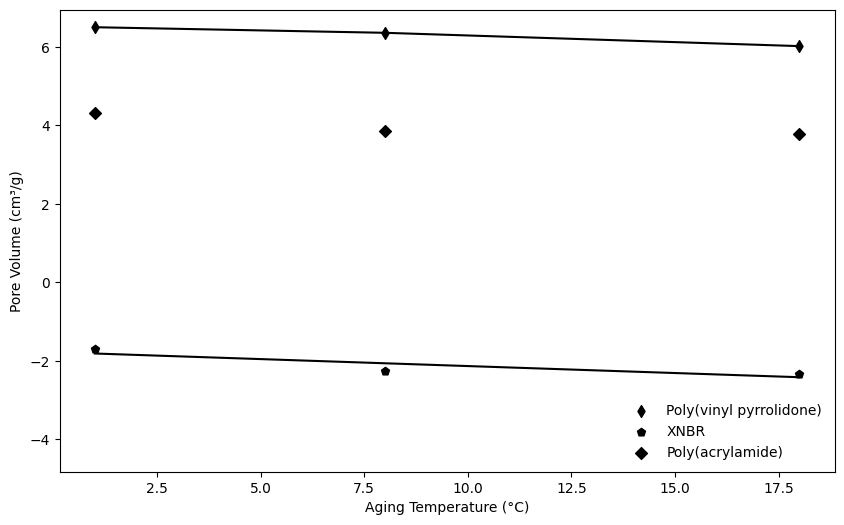 6
4
2
0
−2
−4
Pore Volume (cm³/g)
2.5 5.0 7.5 10.0 12.5 15.0 17.5
Aging Temperature (°C)
Poly(vinyl pyrrolidone)
XNBR
Poly(acrylamide)